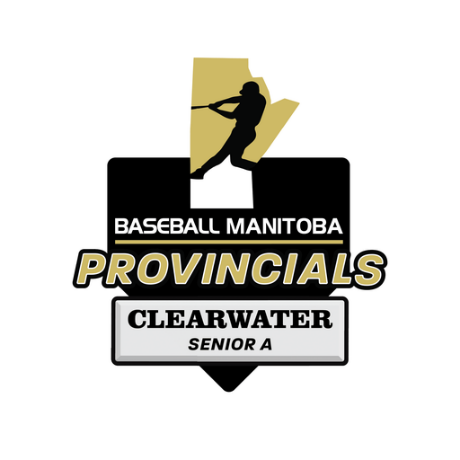 BASEBALL MANITOBA
PROVINCIALS
CLEARWATER
SENIOR A